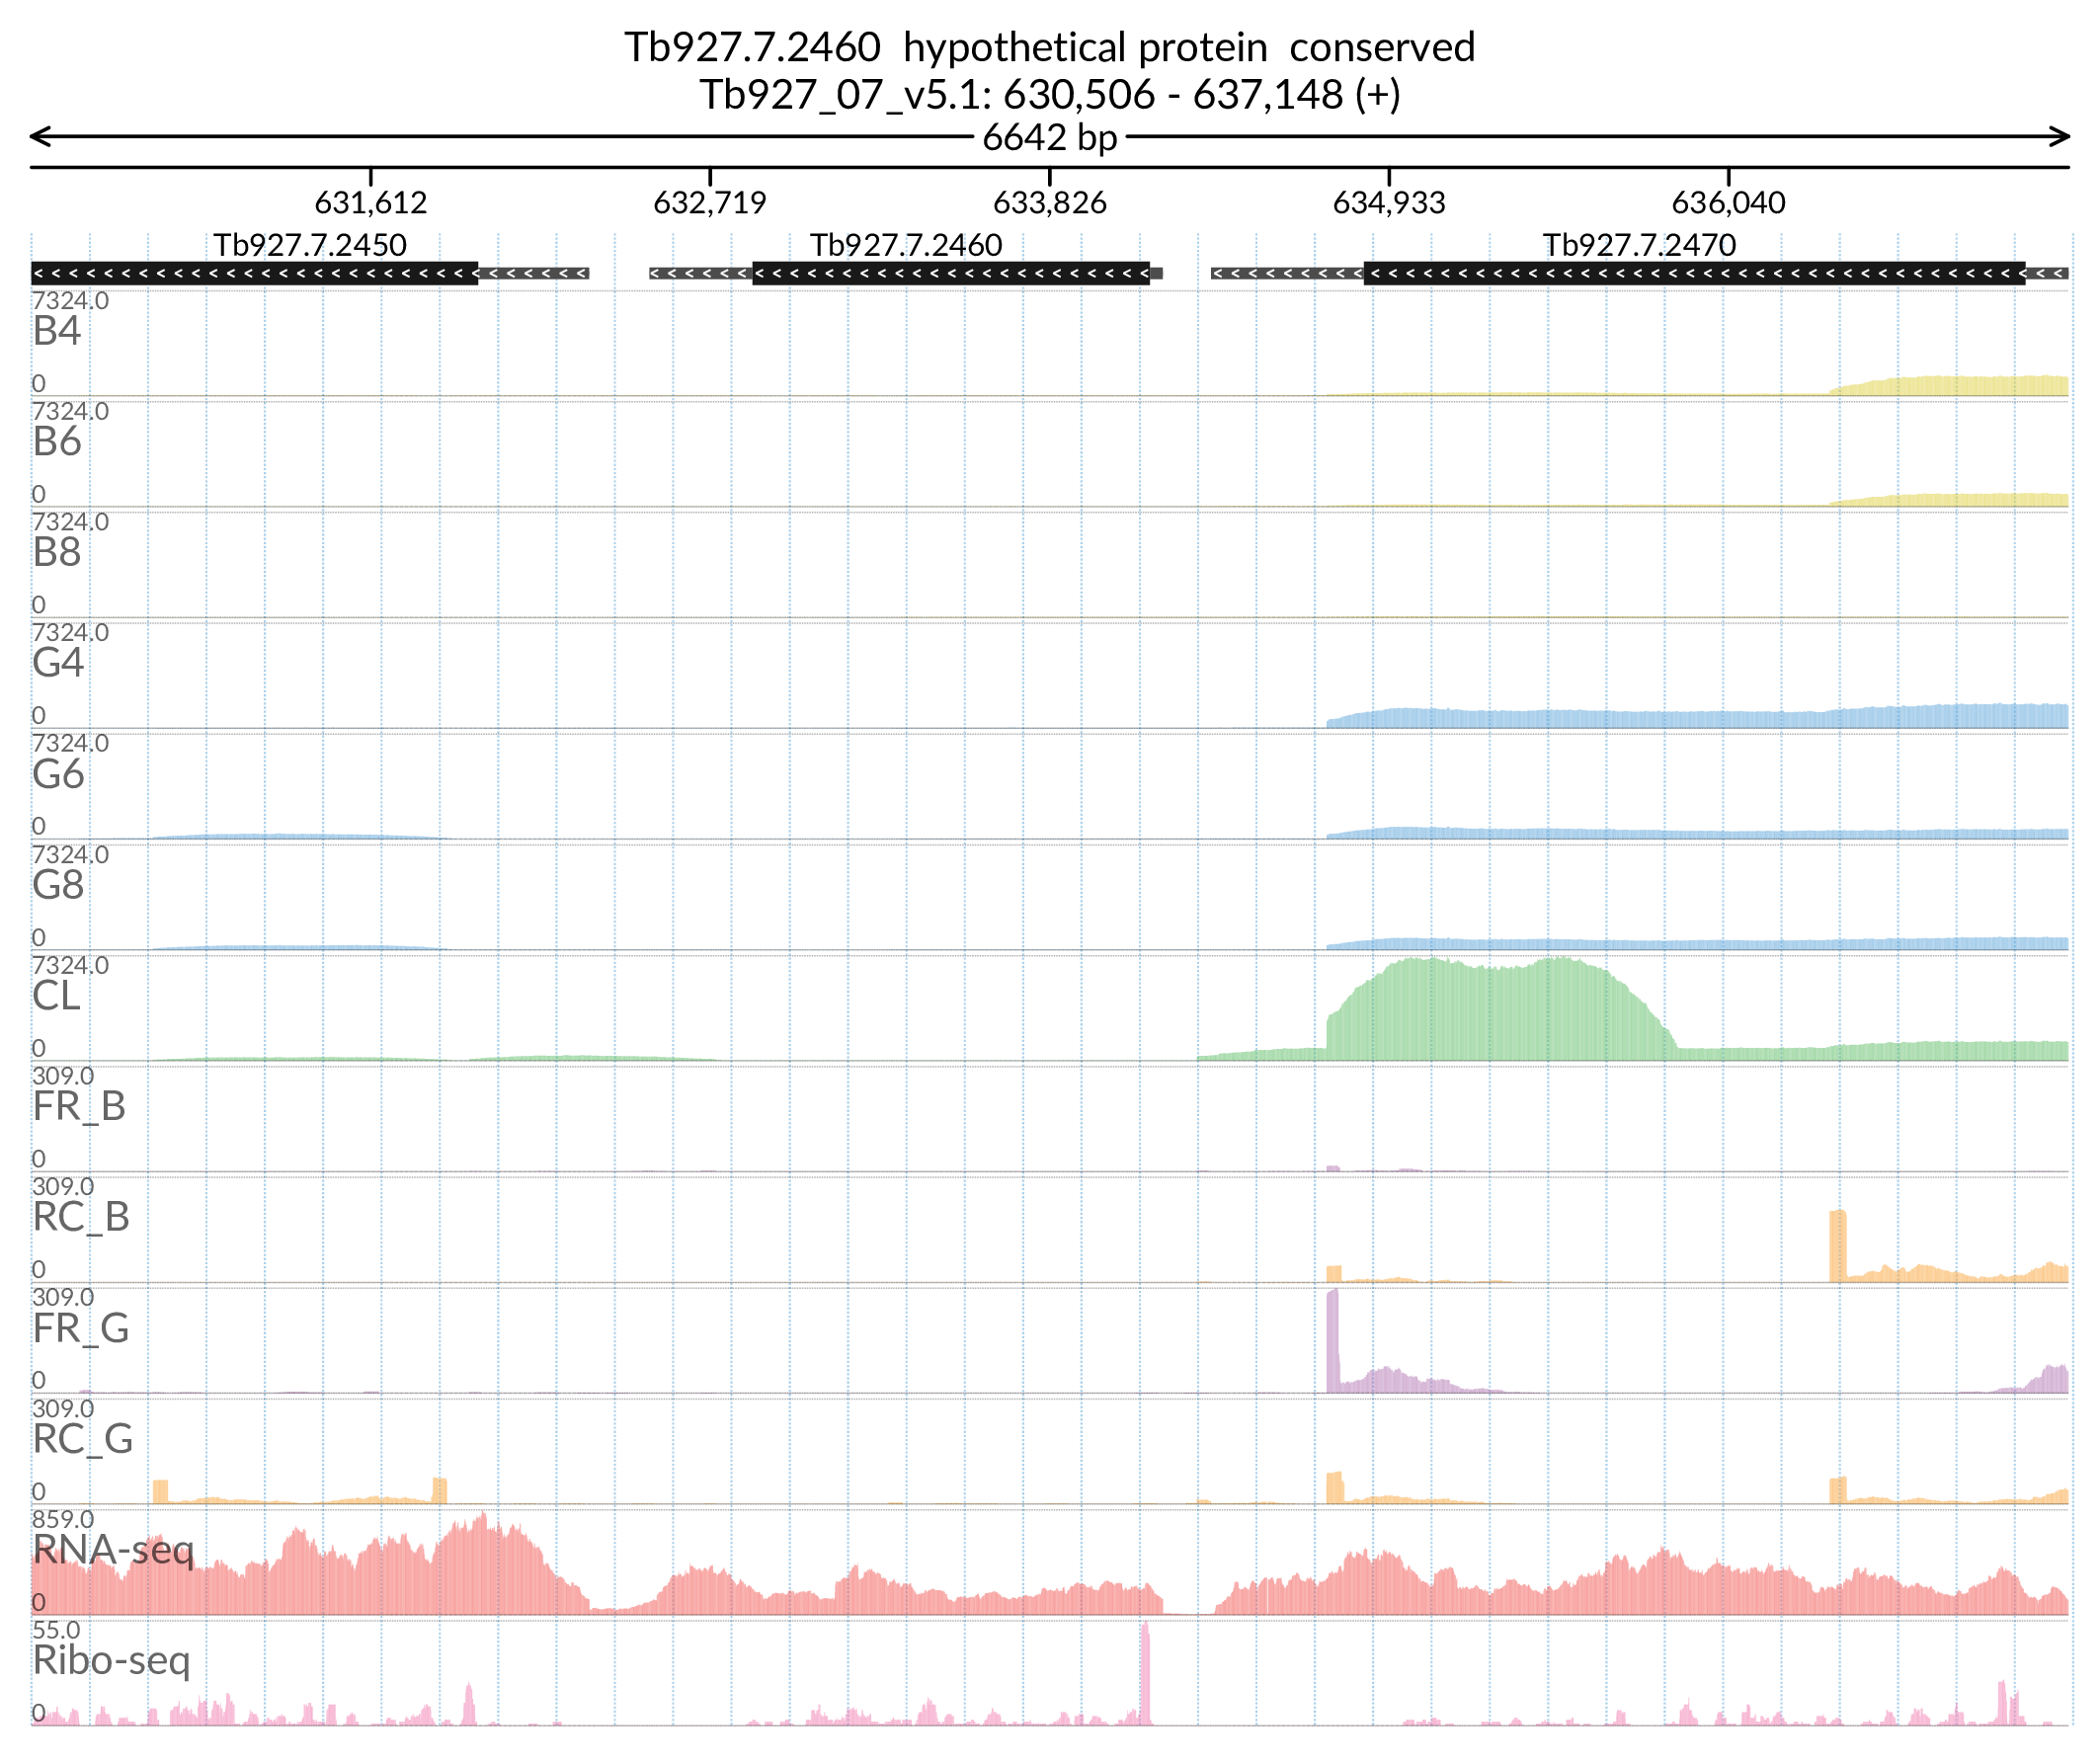 Tb927.7.2460 hypothetical protein conserved
Tb927_07_v5.1: 630,506 - 637,148 (+)
6642 bp
631,612 632,719 633,826 634,933 636,040
Tb927.7.2450 Tb927.7.2460 Tb927.7.2470
7324.0
B4
0
7324.0
B6
0
7324.0
B8
0
7324.0
G4
0
7324.0
G6
0
7324.0
G8
0
7324.0
CL
0
309.0
FR_B
0
309.0
RC_B
0
309.0
FR_G
0
309.0
RC_G
0
859.0
RNA-seq
0
55.0
Ribo-seq
0